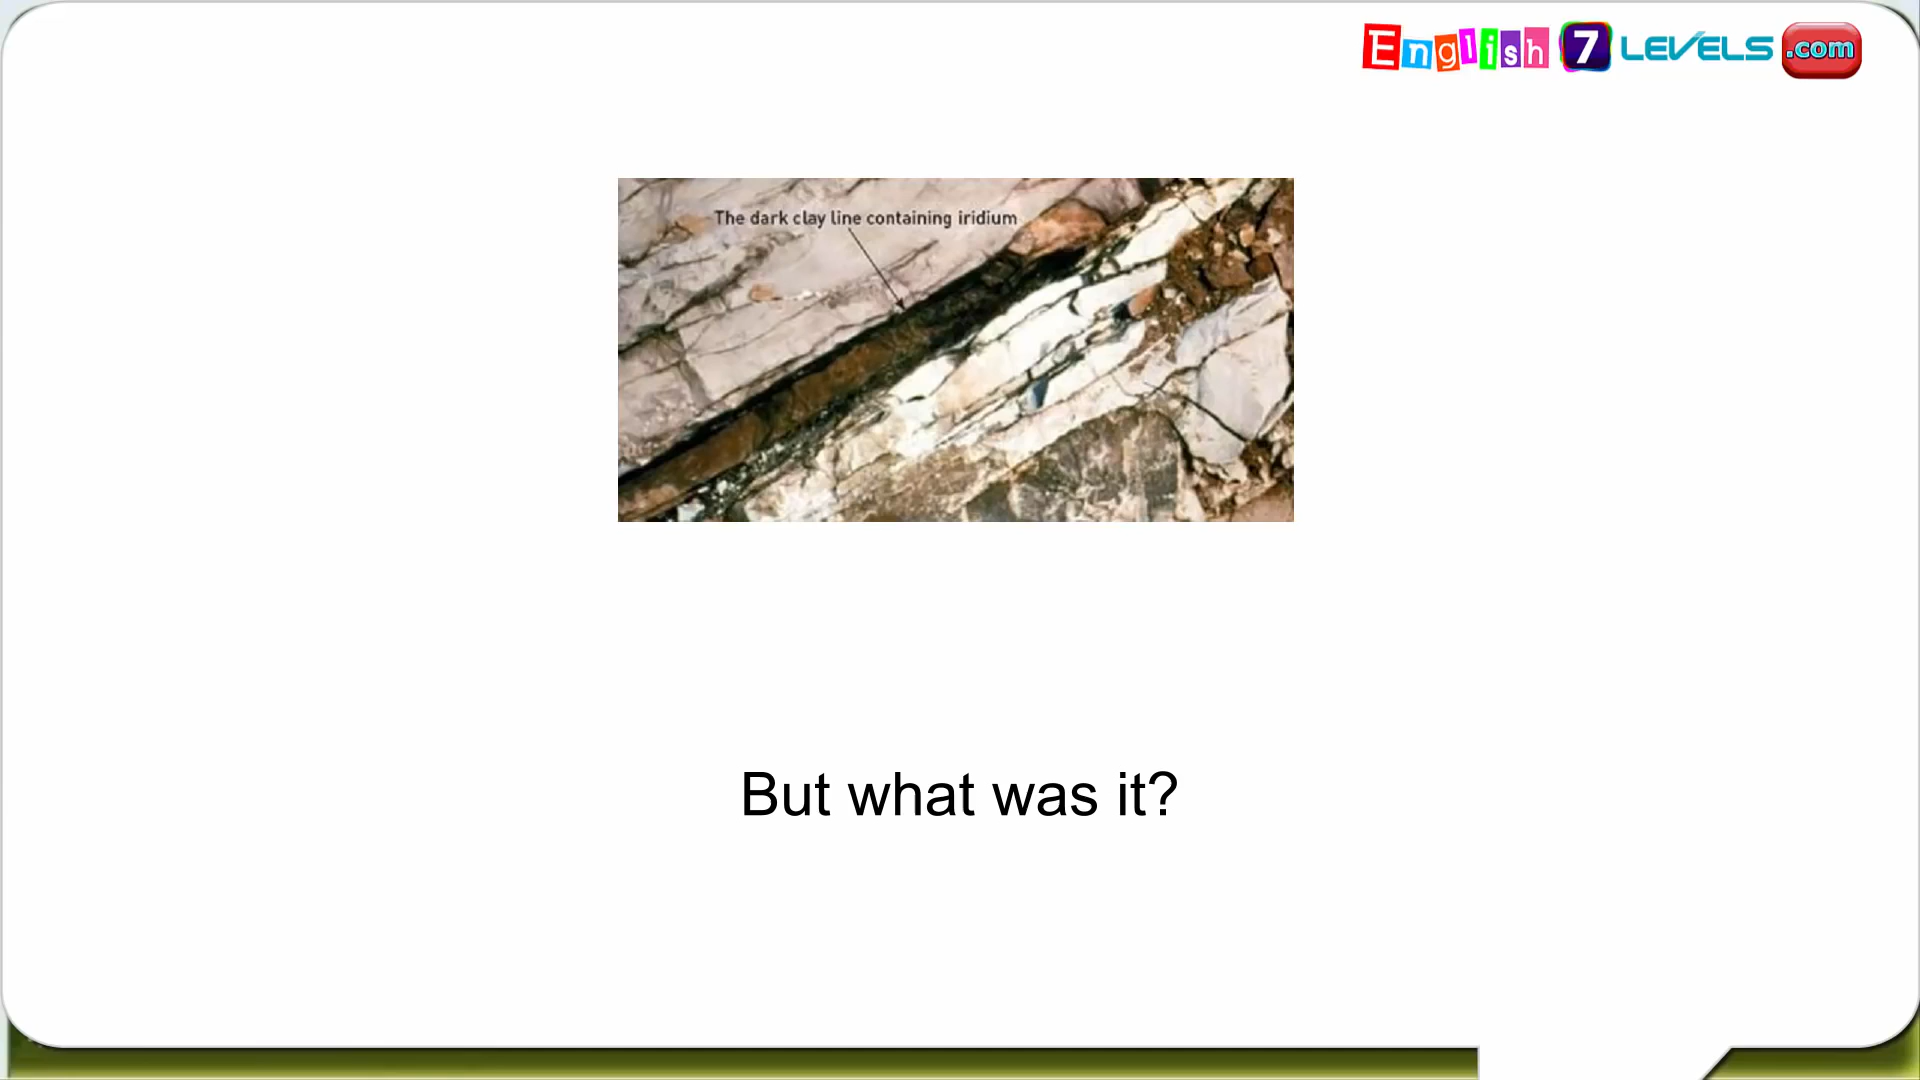 English 7 LEVELS .com
The dark clay line containing iridium
But what was it?